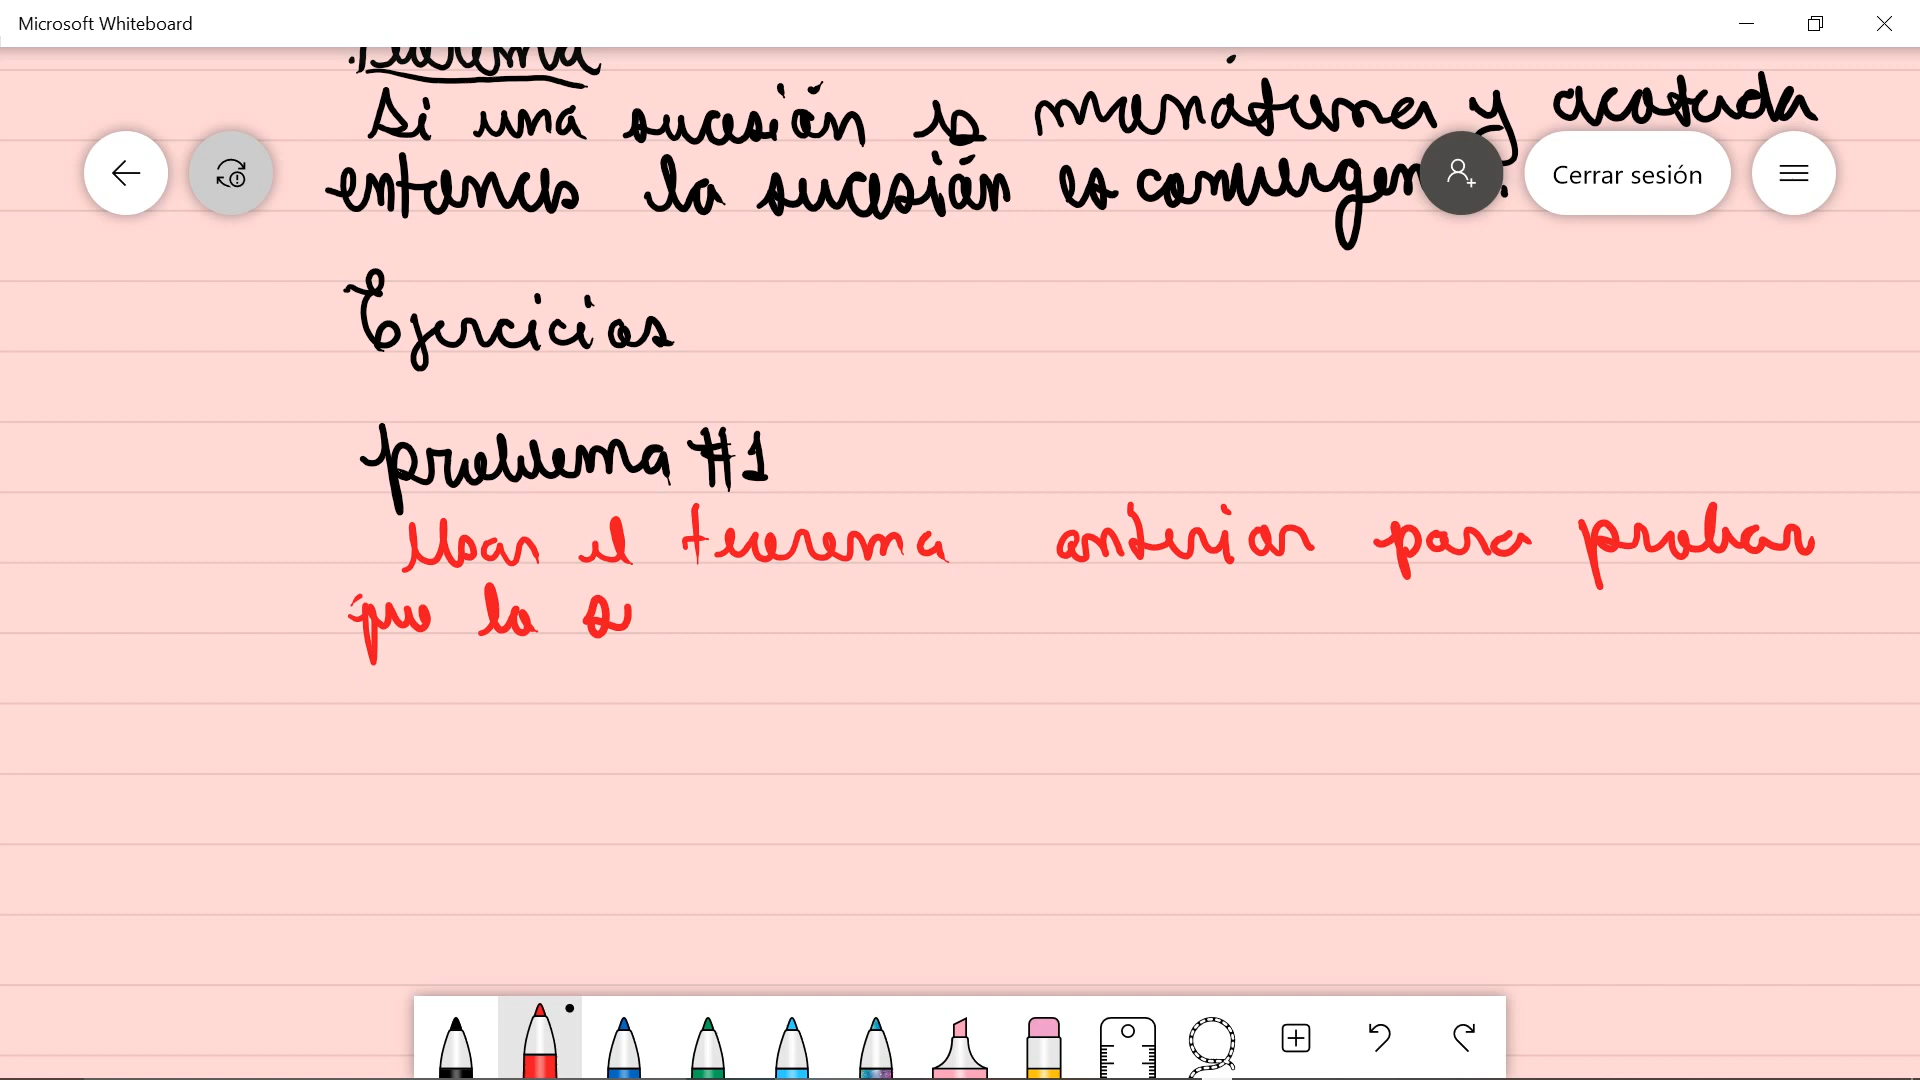 Microsoft Whiteboard
Teorema
Si una sucesión es monótona y acotada
entonces la sucesión es convergen
Cerrar sesión
Ejercicios
problema #1
Usar el teorema anterior para probar
que la s